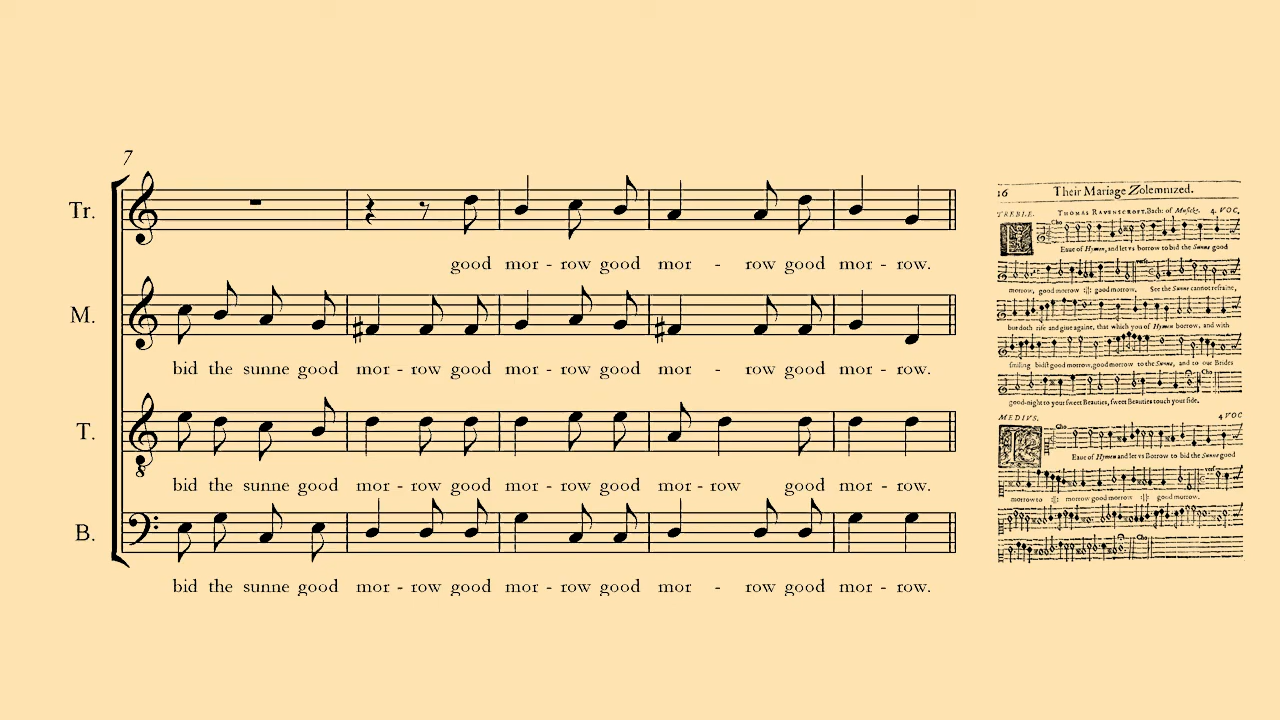 7
Tr.
good mor - row good mor - row good mor - row.
M.
bid the sunne good mor - row good mor - row good mor - row good mor - row.
T.
bid the sunne good mor - row good mor - row good mor - row good mor - row.
B.
bid the sunne good mor - row good mor - row good mor - row good mor - row.
Their Mariage Zolemnized.
TREBLE. THOMAS RAVENSCROFT. Bach: of Musicke. 4. VOC.
Eaue of Hymen, and let vs borrow to bid the Sunne good
morrow, good morrow :||: good morrow. See the Sunne cannot refraine,
but doth rise and giue againe, that which you of Hymen borrow, and with
smiling bids good morrow, good morrow to the Sunne, and to our Brides
good-night to your sweet Beauties, sweet Beauties touch your side.
MEDIVS. 4 VOC
Eaue of Hymen and let vs Borrow to bid the Sunne good
morrow to :||: morrow good morrow :||: good morrow.